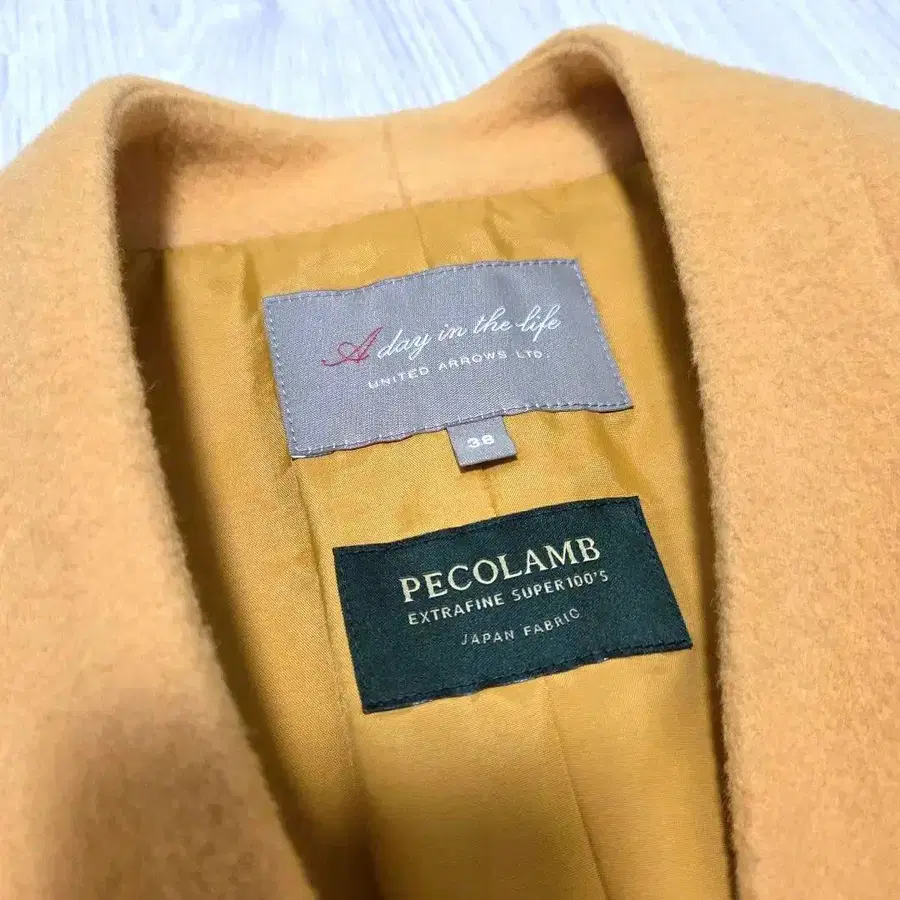 A day in the life
UNITED ARROWS LTD.
38
PECOLAMB
EXTRAFINE SUPER100'S
JAPAN FABRIC